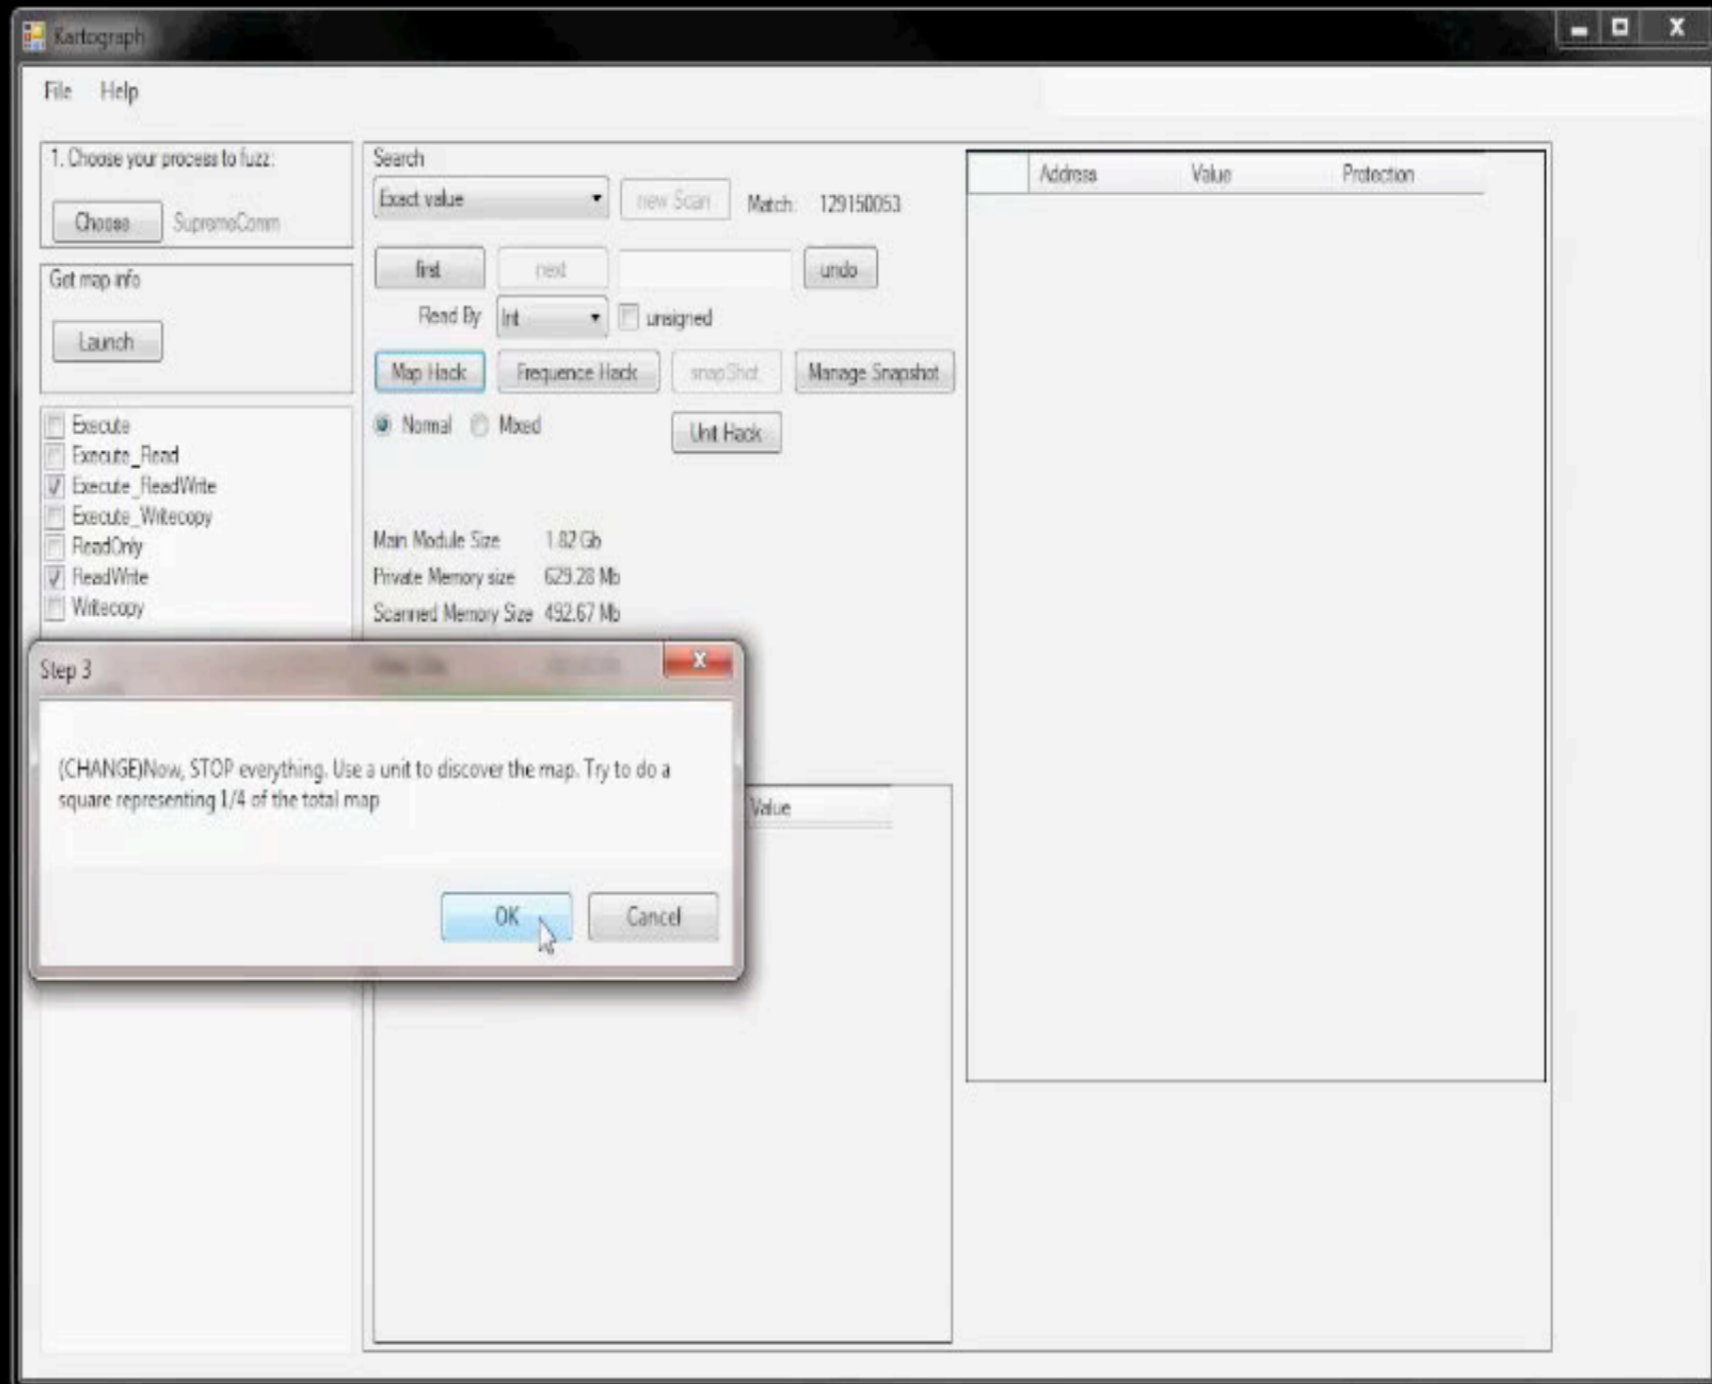 Kartograph
File Help
1. Choose your process to fuzz:
Choose SupremeComm
Get map info
Launch
Execute
Execute_Read
Execute_ReadWrite
Execute_Writecopy
ReadOnly
ReadWrite
Writecopy
Search
Exact value new Scan Match: 129150053
first next undo
Read By Int unsigned
Map Hack Frequence Hack snapShot Manage Snapshot
Normal Mixed Unit Hack
Main Module Size 1.82 Gb
Private Memory size 629.28 Mb
Scanned Memory Size 492.67 Mb
Address Value Protection
Step 3
(CHANGE)Now, STOP everything. Use a unit to discover the map. Try to do a
square representing 1/4 of the total map
OK Cancel
Value